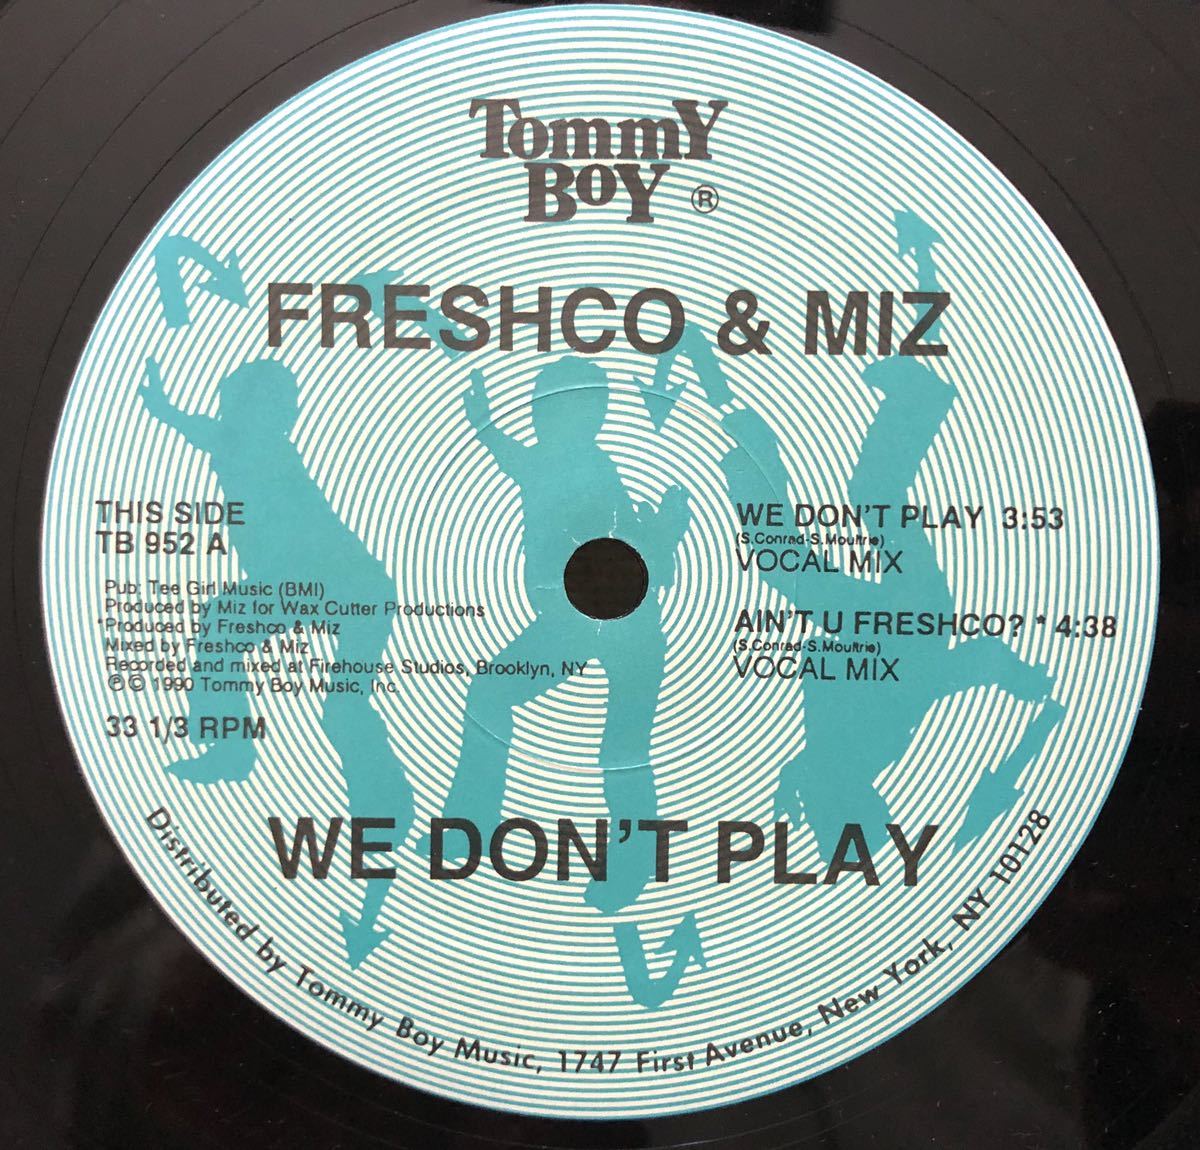 Tommy
Boy ®
FRESHCO & MIZ
THIS SIDE
TB 952 A
Pub: Tee Girl Music (BMI)
Produced by Miz for Wax Cutter Productions
*Produced by Freshco & Miz
Mixed by Freshco & Miz
Recorded and mixed at Firehouse Studios, Brooklyn, NY
℗© 1990 Tommy Boy Music, Inc.
33 1/3 RPM
WE DON'T PLAY 3:53
(S.Conrad-S.Moultrie)
VOCAL MIX
AIN'T U FRESHCO? * 4:38
(S.Conrad-S.Moultrie)
VOCAL MIX
WE DON'T PLAY
Distributed by Tommy Boy Music, 1747 First Avenue, New York, NY 10128